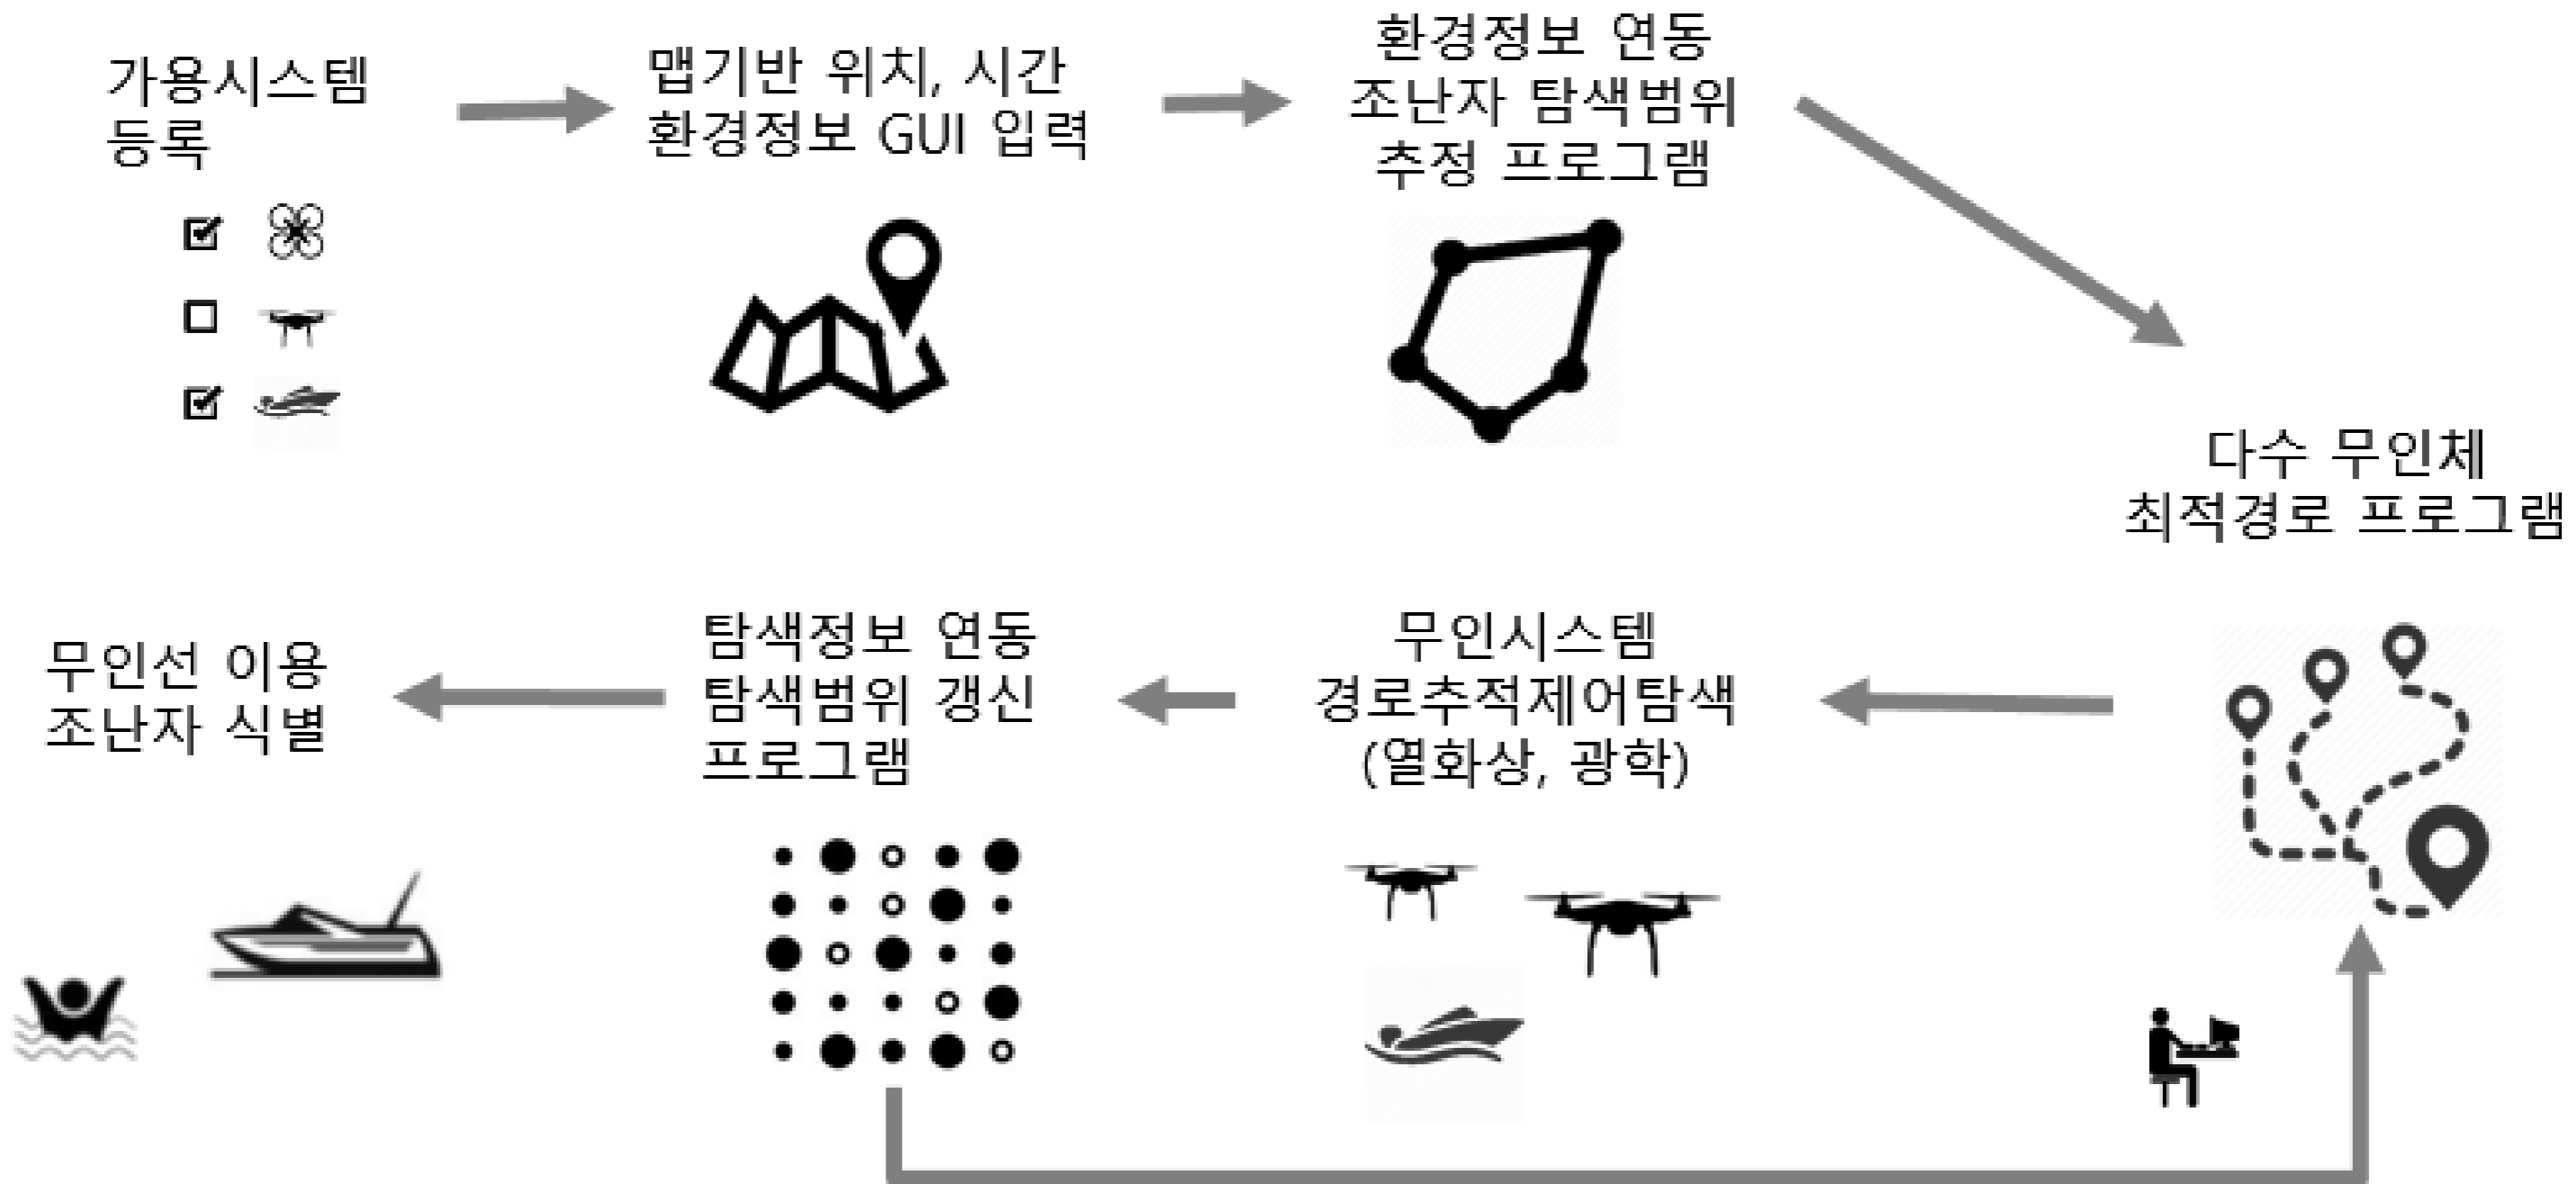 가용시스템
등록
맵기반 위치, 시간
환경정보 GUI 입력
환경정보 연동
조난자 탐색범위
추정 프로그램
다수 무인체
최적경로 프로그램
무인시스템
경로추적제어탐색
(열화상, 광학)
탐색정보 연동
탐색범위 갱신
프로그램
무인선 이용
조난자 식별